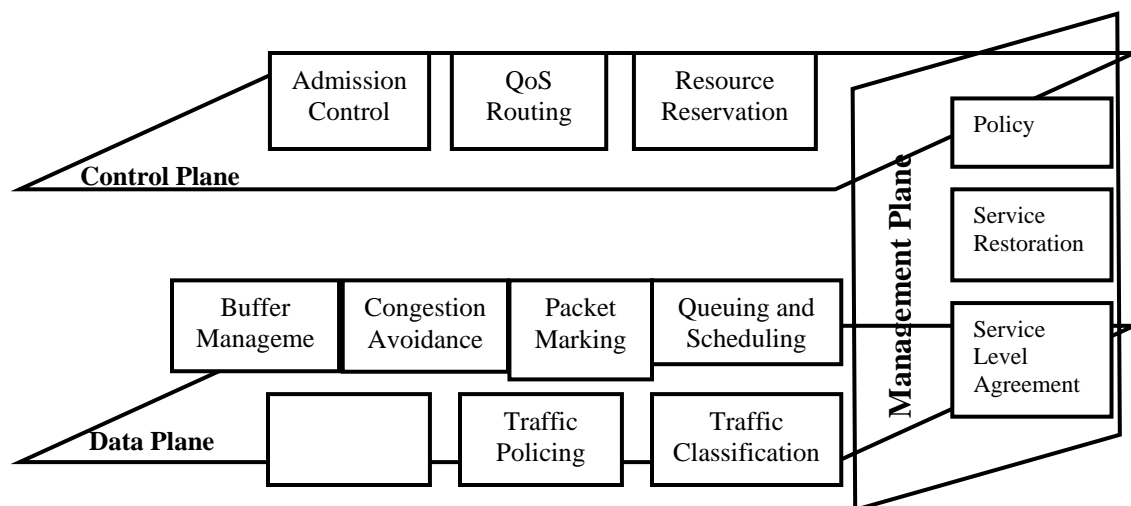 Admission
Control
QoS
Routing
Resource
Reservation
Control Plane
Buffer
Manageme
Congestion
Avoidance
Packet
Marking
Queuing and
Scheduling
Data Plane
Traffic
Policing
Traffic
Classification
Management Plane
Policy
Service
Restoration
Service
Level
Agreement